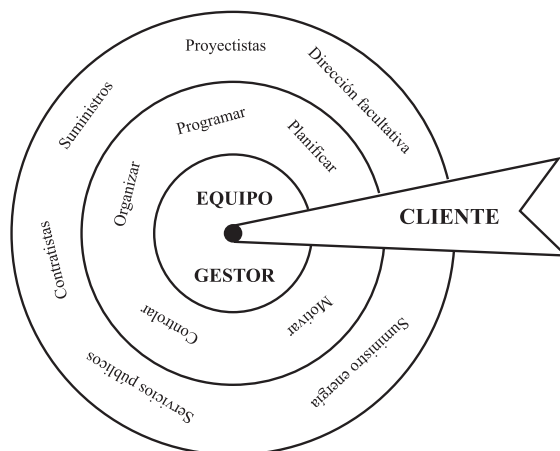 Proyectistas
Dirección facultativa
Suministros
Programar
Planificar
Organizar
EQUIPO
CLIENTE
GESTOR
Contratistas
Controlar
Motivar
Servicios públicos
Suministro energía